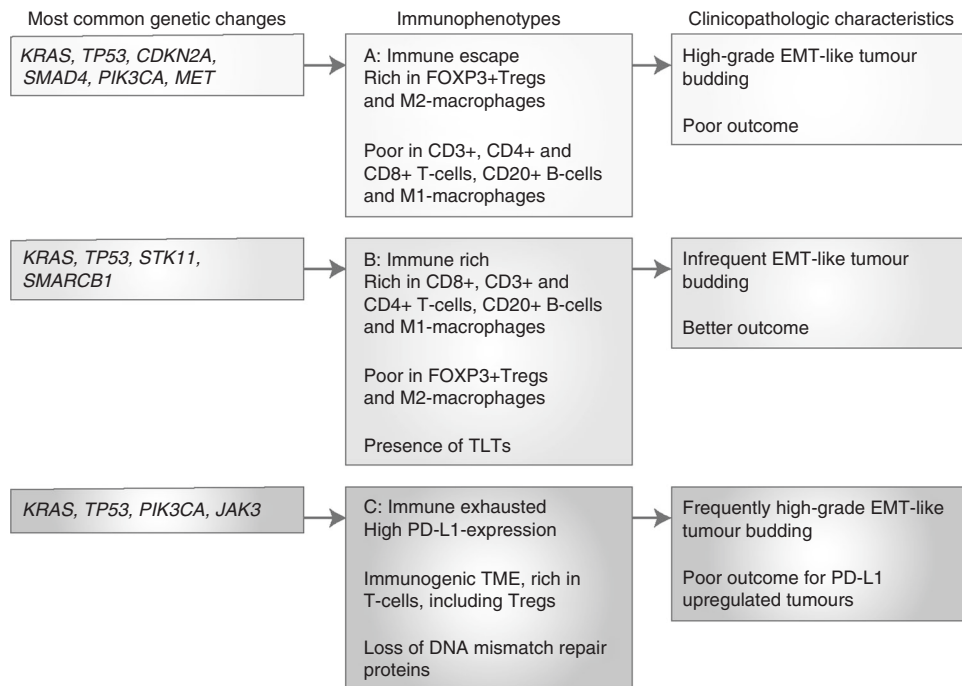 Most common genetic changes
Immunophenotypes
Clinicopathologic characteristics
KRAS, TP53, CDKN2A,
SMAD4, PIK3CA, MET
A: Immune escape
Rich in FOXP3+Tregs
and M2-macrophages
Poor in CD3+, CD4+ and
CD8+ T-cells, CD20+ B-cells
and M1-macrophages
High-grade EMT-like tumour
budding
Poor outcome
KRAS, TP53, STK11,
SMARCB1
B: Immune rich
Rich in CD8+, CD3+ and
CD4+ T-cells, CD20+ B-cells
and M1-macrophages
Poor in FOXP3+Tregs
and M2-macrophages
Presence of TLTs
Infrequent EMT-like tumour
budding
Better outcome
KRAS, TP53, PIK3CA, JAK3
C: Immune exhausted
High PD-L1-expression
Immunogenic TME, rich in
T-cells, including Tregs
Loss of DNA mismatch repair
proteins
Frequently high-grade EMT-like
tumour budding
Poor outcome for PD-L1
upregulated tumours